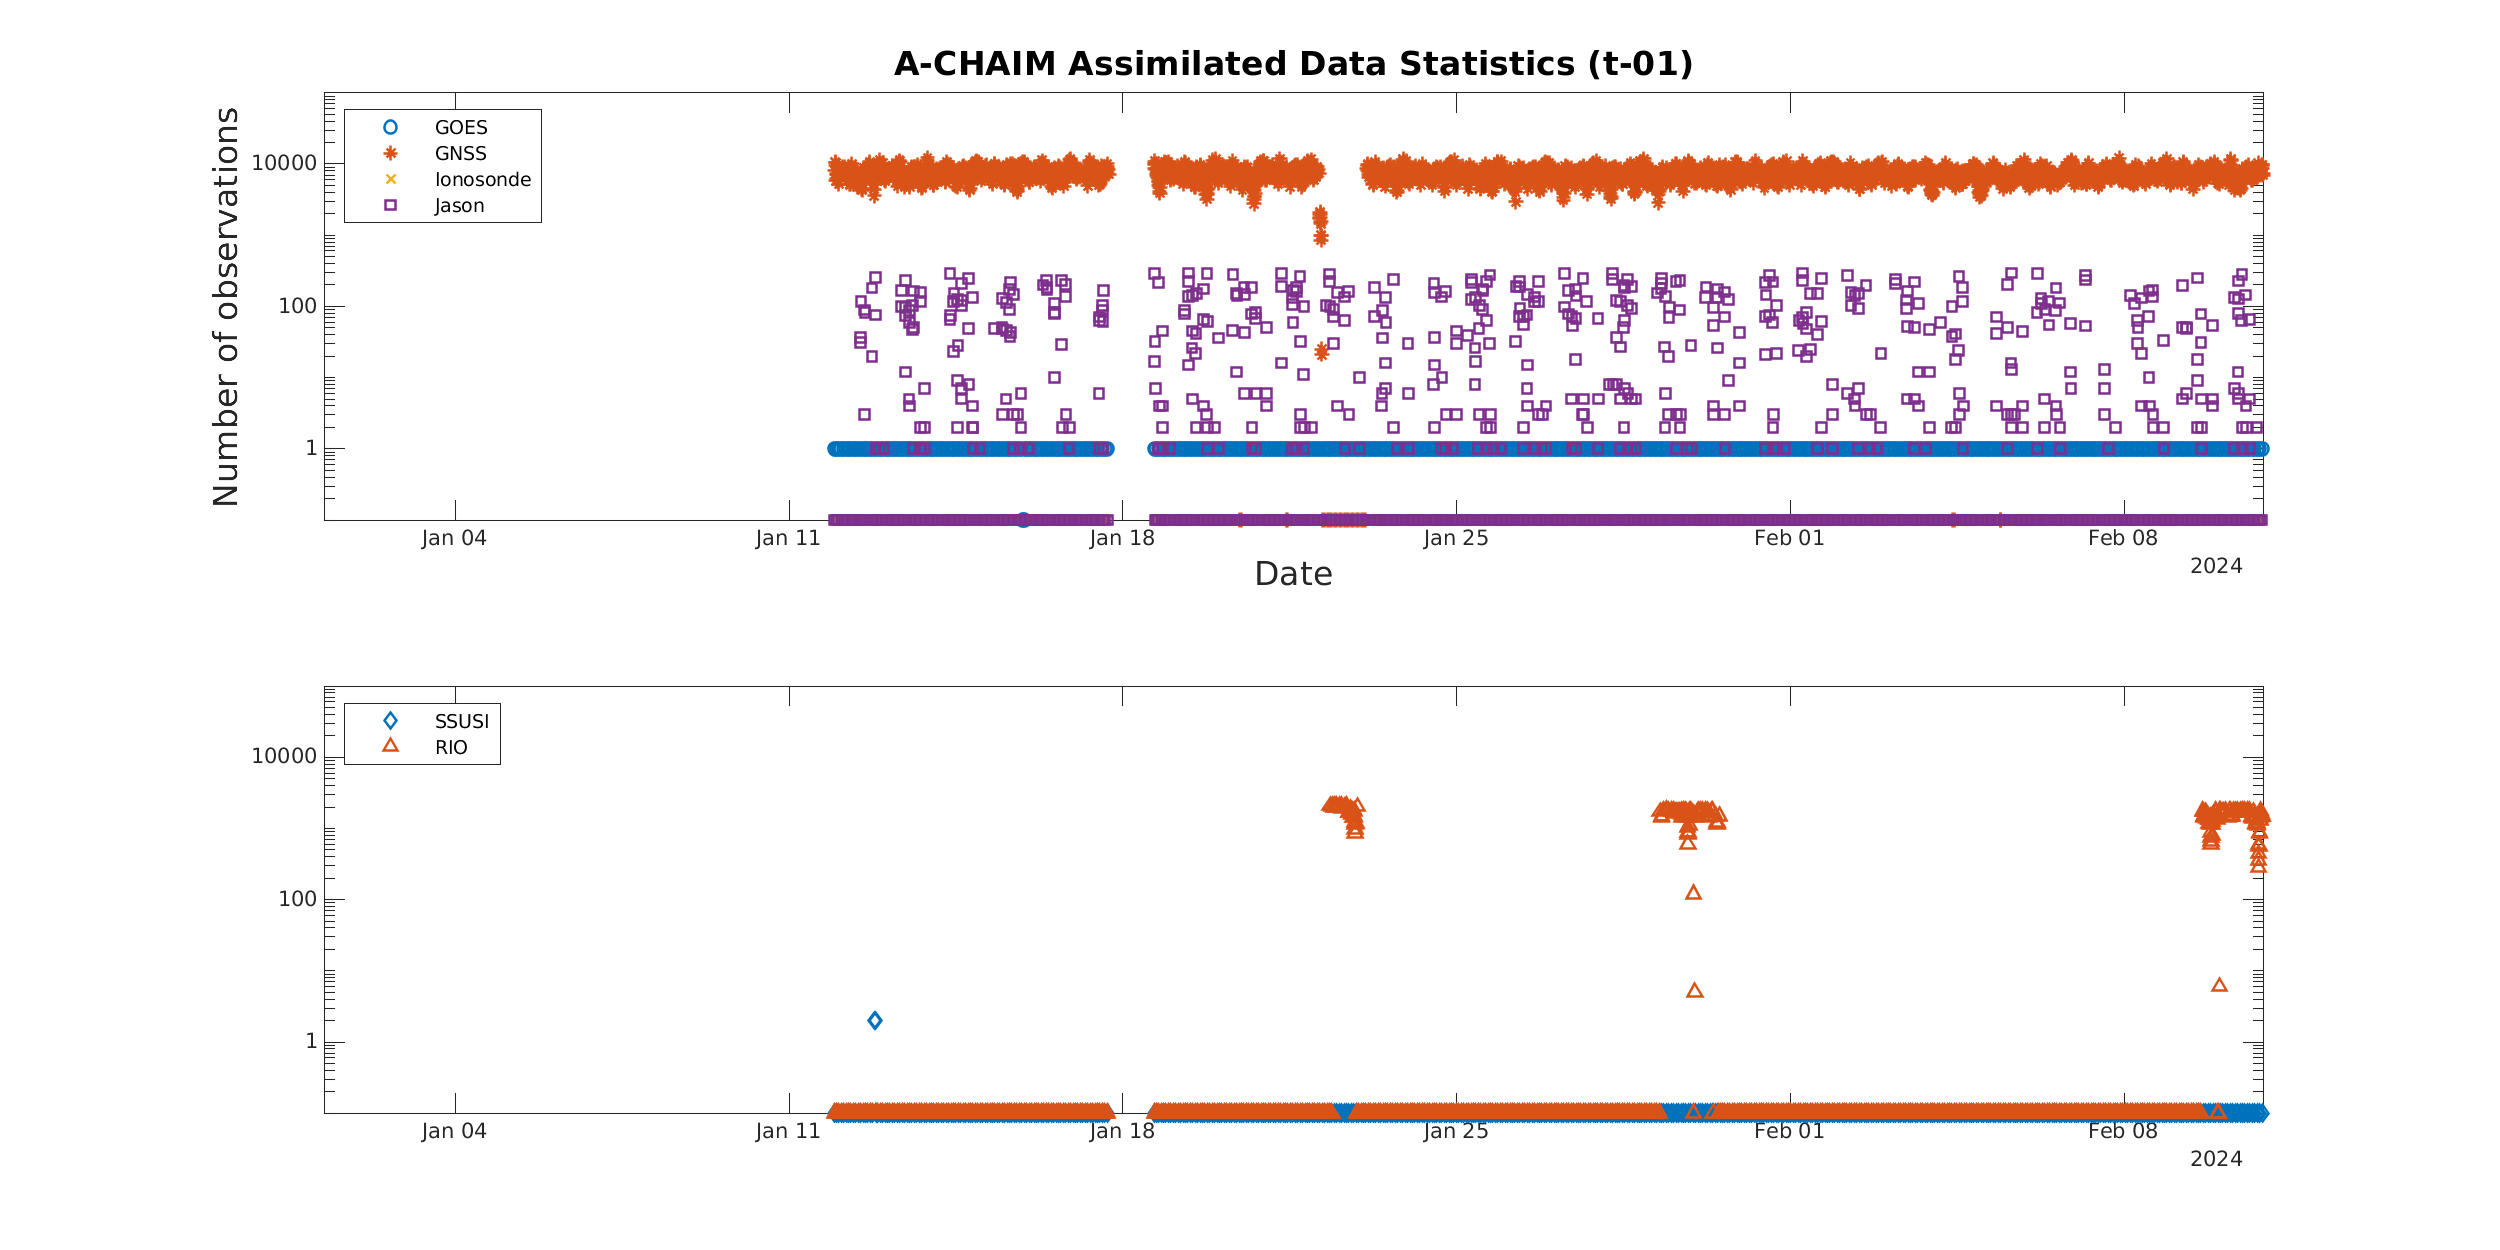 A-CHAIM Assimilated Data Statistics (t-01)
Number of observations
GOES
GNSS
Ionosonde
Jason
10000
100
1
Jan 04
Jan 11
Jan 18
Jan 25
Feb 01
Feb 08
2024
Date
SSUSI
RIO
10000
100
1
Jan 04
Jan 11
Jan 18
Jan 25
Feb 01
Feb 08
2024